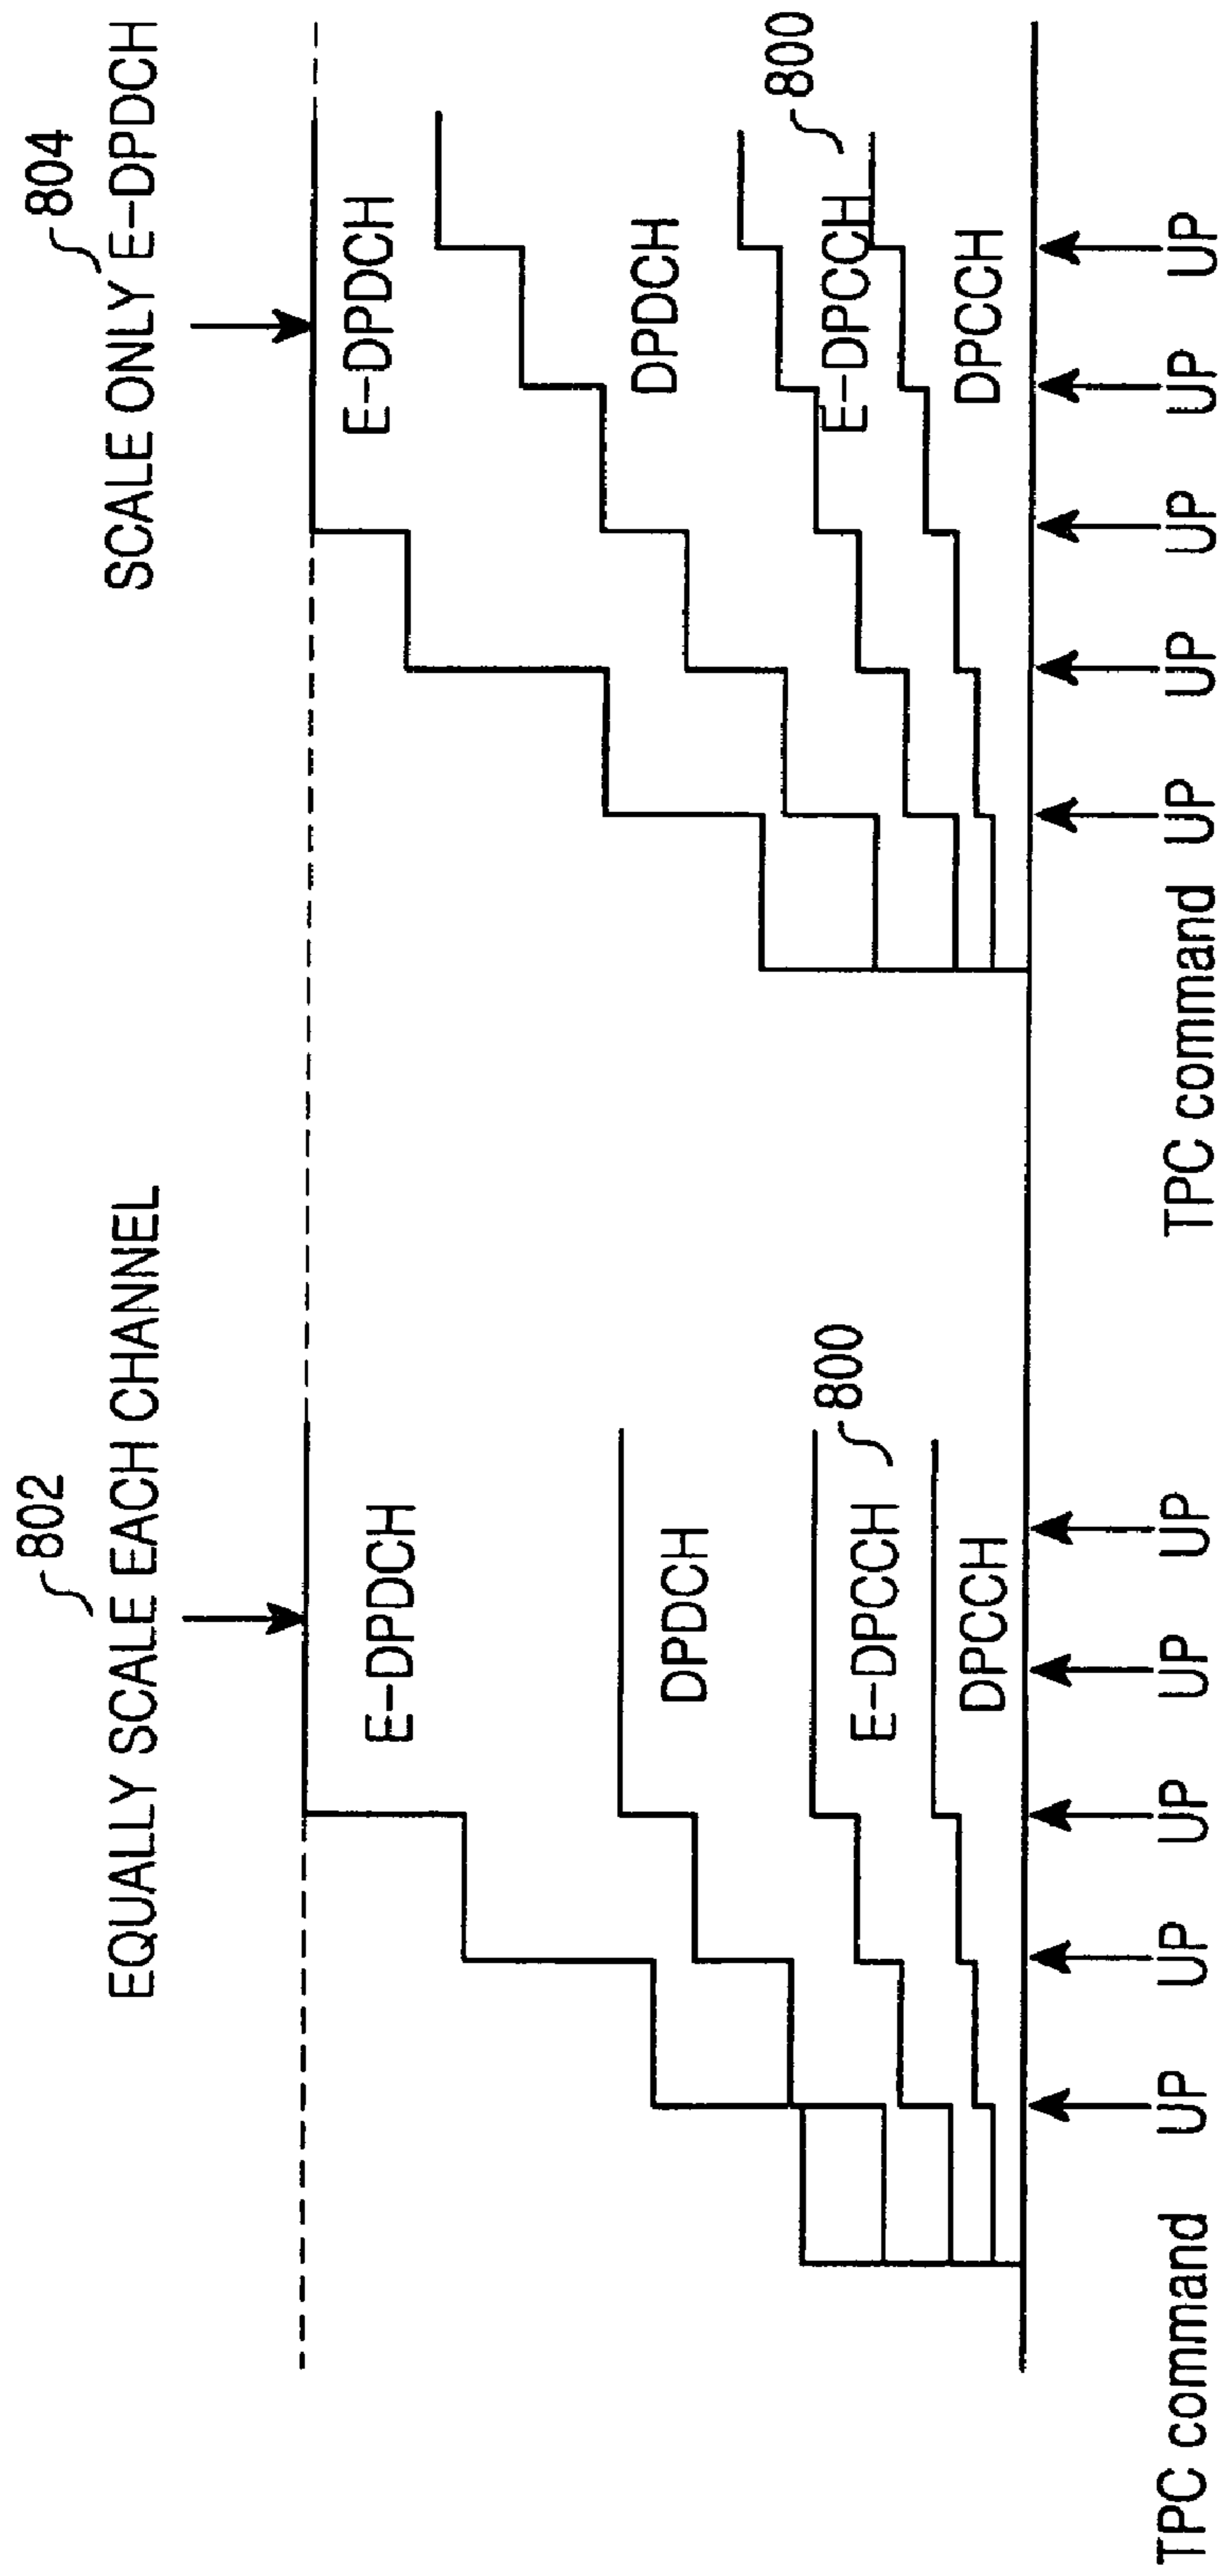 802
EQUALLY SCALE EACH CHANNEL
804
SCALE ONLY E-DPDCH
E-DPDCH
DPDCH
E-DPCCH
800
DPCCH
E-DPDCH
DPDCH
E-DPCCH
800
DPCCH
TPC command UP UP UP UP UP
TPC command UP UP UP UP UP